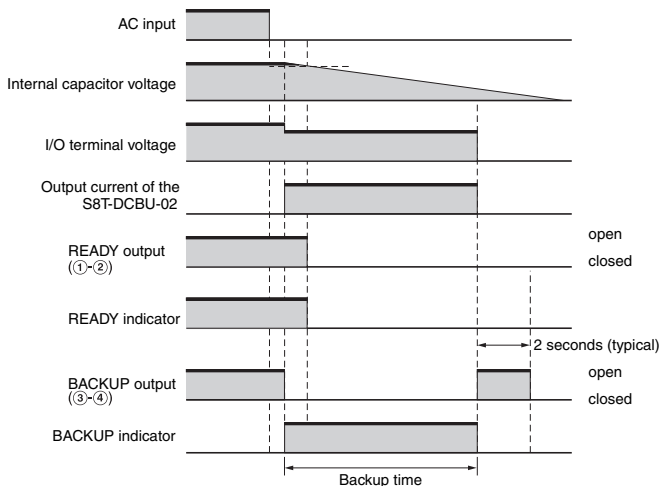 AC input
Internal capacitor voltage
I/O terminal voltage
Output current of the
S8T-DCBU-02
READY output
(①-②)
open
closed
READY indicator
2 seconds (typical)
BACKUP output
(③-④)
open
closed
BACKUP indicator
Backup time